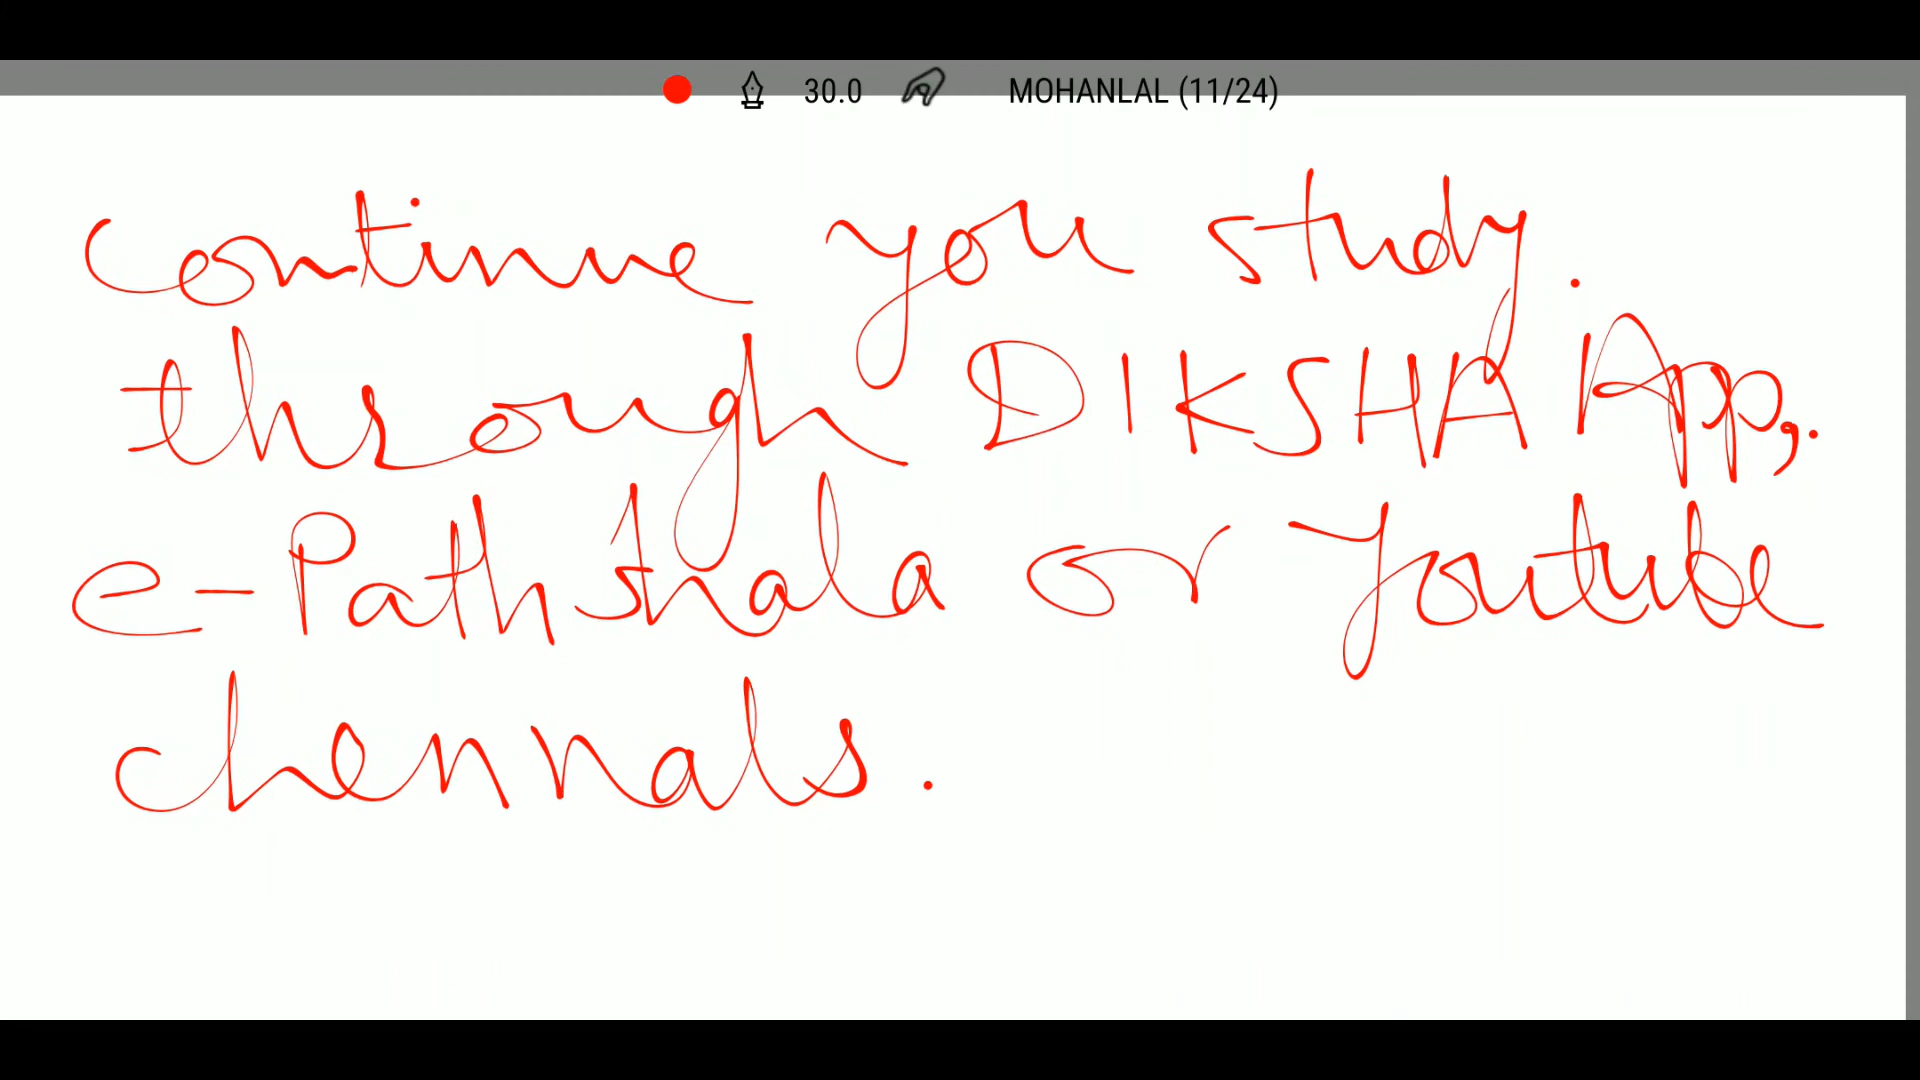 30.0 MOHANLAL (11/24)
continue you study.
through DIKSHA App,.
e-Pathshala or Youtube
chennals.